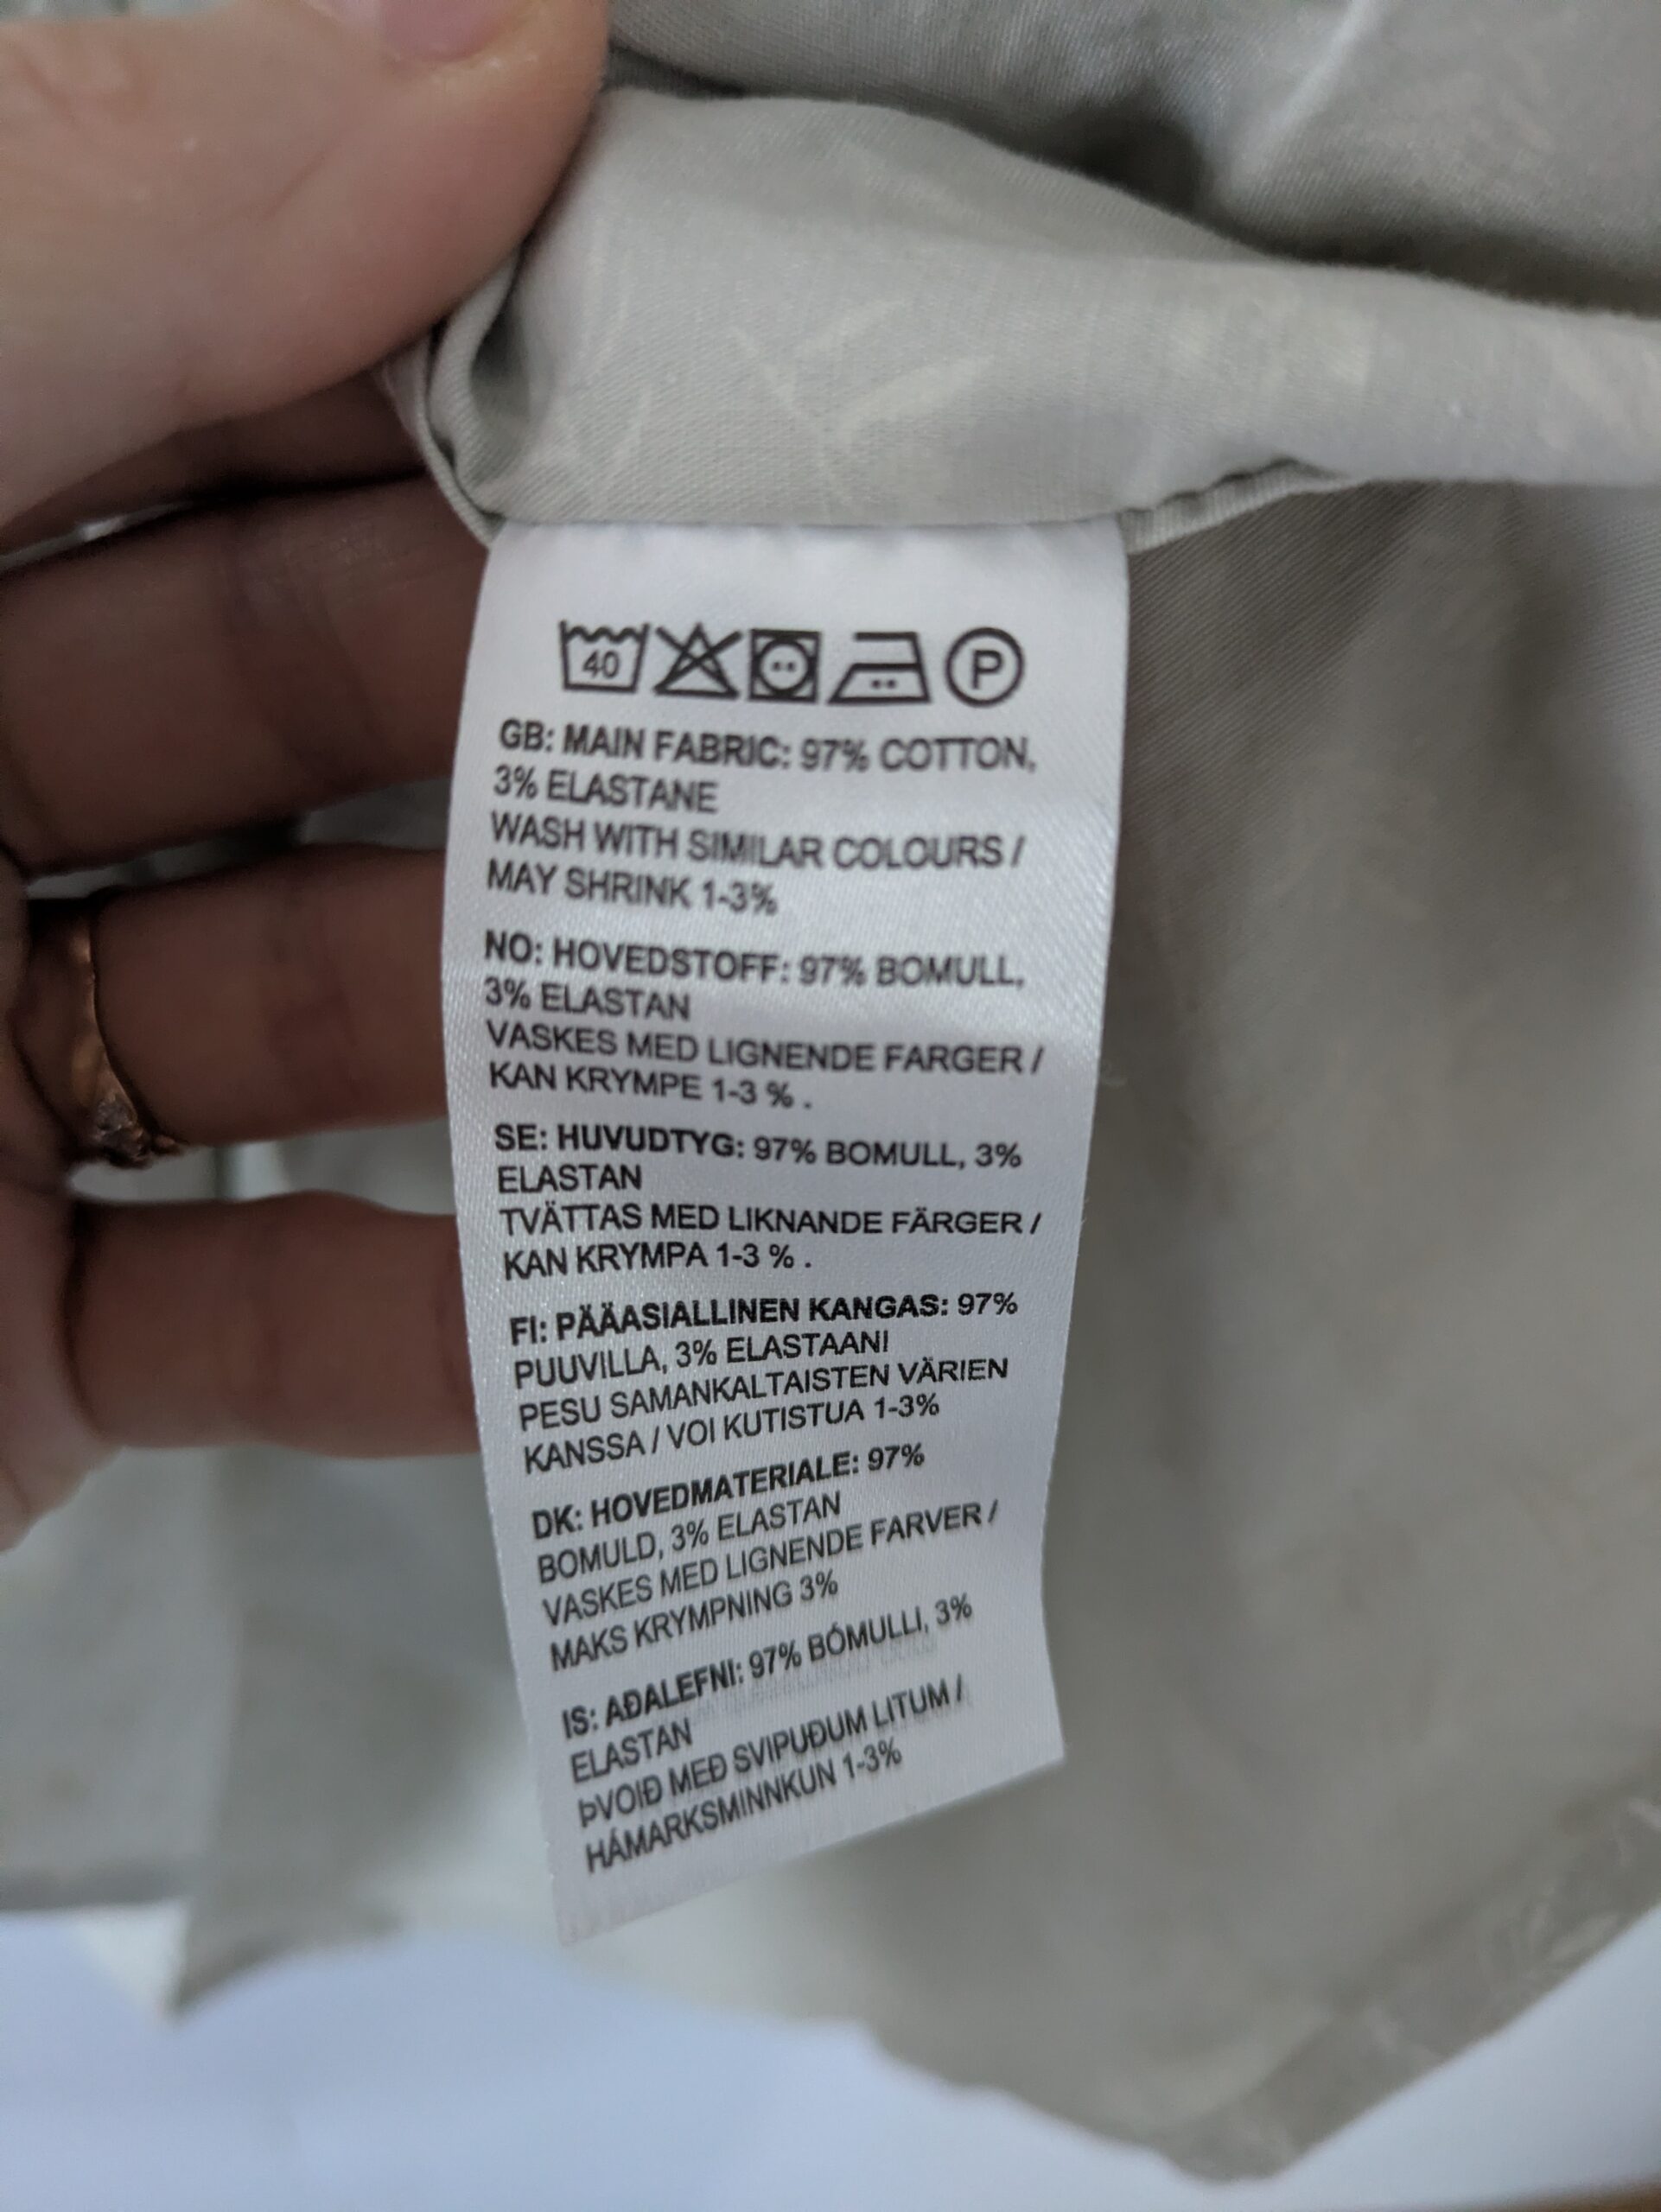 40 P
GB: MAIN FABRIC: 97% COTTON,
3% ELASTANE
WASH WITH SIMILAR COLOURS /
MAY SHRINK 1-3%
NO: HOVEDSTOFF: 97% BOMULL,
3% ELASTAN
VASKES MED LIGNENDE FARGER /
KAN KRYMPE 1-3 % .
SE: HUVUDTYG: 97% BOMULL, 3%
ELASTAN
TVÄTTAS MED LIKNANDE FÄRGER /
KAN KRYMPA 1-3 % .
FI: PÄÄASIALLINEN KANGAS: 97%
PUUVILLA, 3% ELASTAANI
PESU SAMANKALTAISTEN VÄRIEN
KANSSA / VOI KUTISTUA 1-3%
DK: HOVEDMATERIALE: 97%
BOMULD, 3% ELASTAN
VASKES MED LIGNENDE FARVER /
MAKS KRYMPNING 3%
IS: AÐALEFNI: 97% BÓMULLI, 3%
ELASTAN
ÞVOIÐ MEÐ SVIPUÐUM LITUM /
HÁMARKSMINNKUN 1-3%